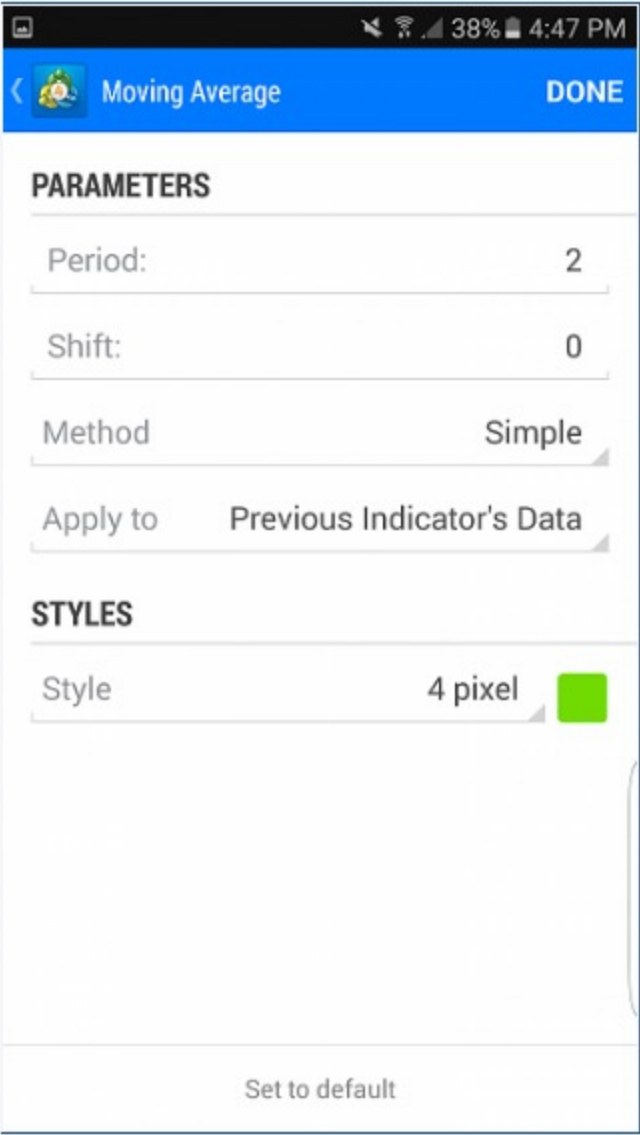 38% 4:47 PM
Moving Average DONE
PARAMETERS
Period: 2
Shift: 0
Method Simple
Apply to Previous Indicator's Data
STYLES
Style 4 pixel
Set to default